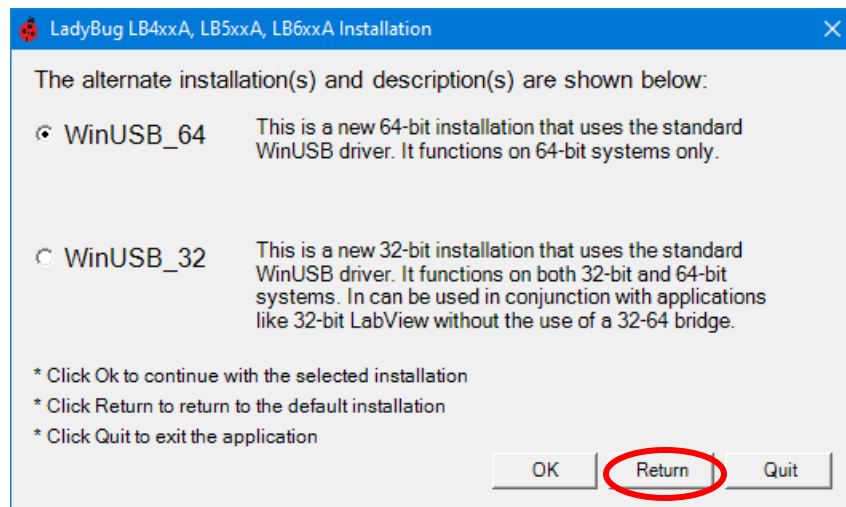 LadyBug LB4xxA, LB5xxA, LB6xxA Installation
The alternate installation(s) and description(s) are shown below:
WinUSB_64
This is a new 64-bit installation that uses the standard
WinUSB driver. It functions on 64-bit systems only.
WinUSB_32
This is a new 32-bit installation that uses the standard
WinUSB driver. It functions on both 32-bit and 64-bit
systems. In can be used in conjunction with applications
like 32-bit LabView without the use of a 32-64 bridge.
* Click Ok to continue with the selected installation
* Click Return to return to the default installation
* Click Quit to exit the application
OK Return Quit